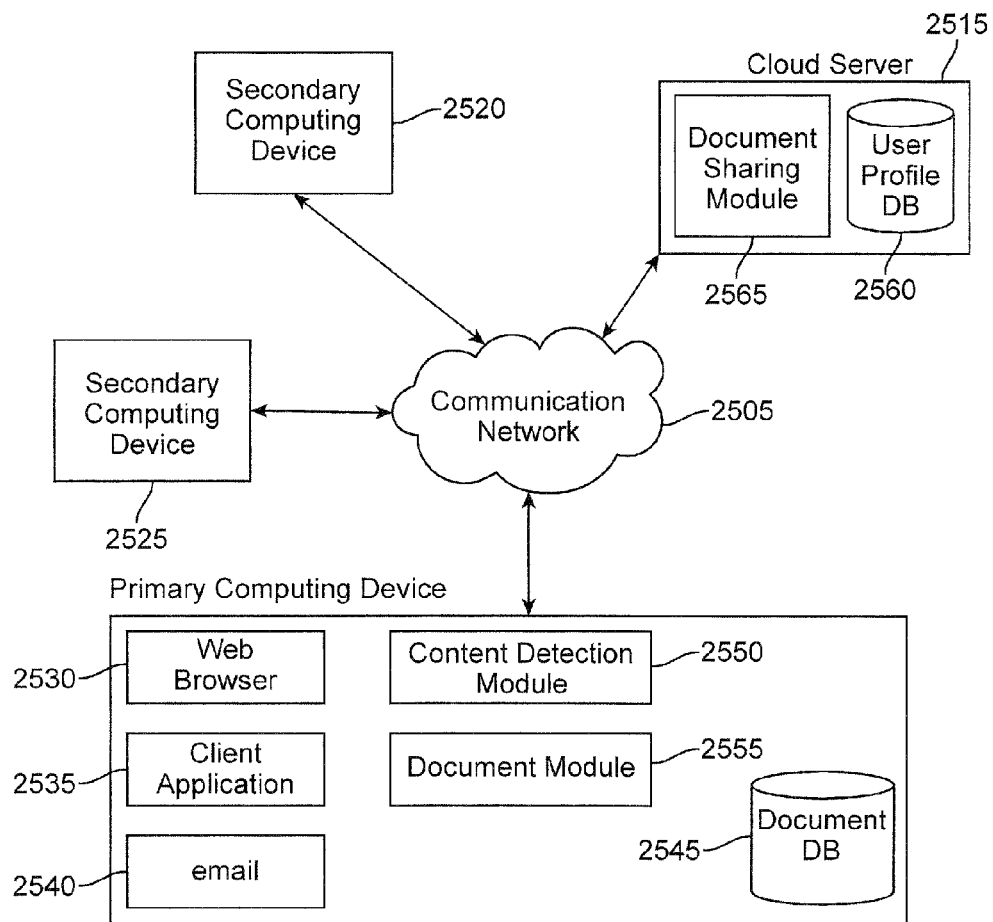 2515
Cloud Server
Secondary
Computing
Device
2520
Document
Sharing
Module
User
Profile
DB
2565
2560
Secondary
Computing
Device
2525
Communication
Network
2505
Primary Computing Device
2530
Web
Browser
Content Detection
Module
2550
2535
Client
Application
Document Module
2555
2540
email
2545
Document
DB